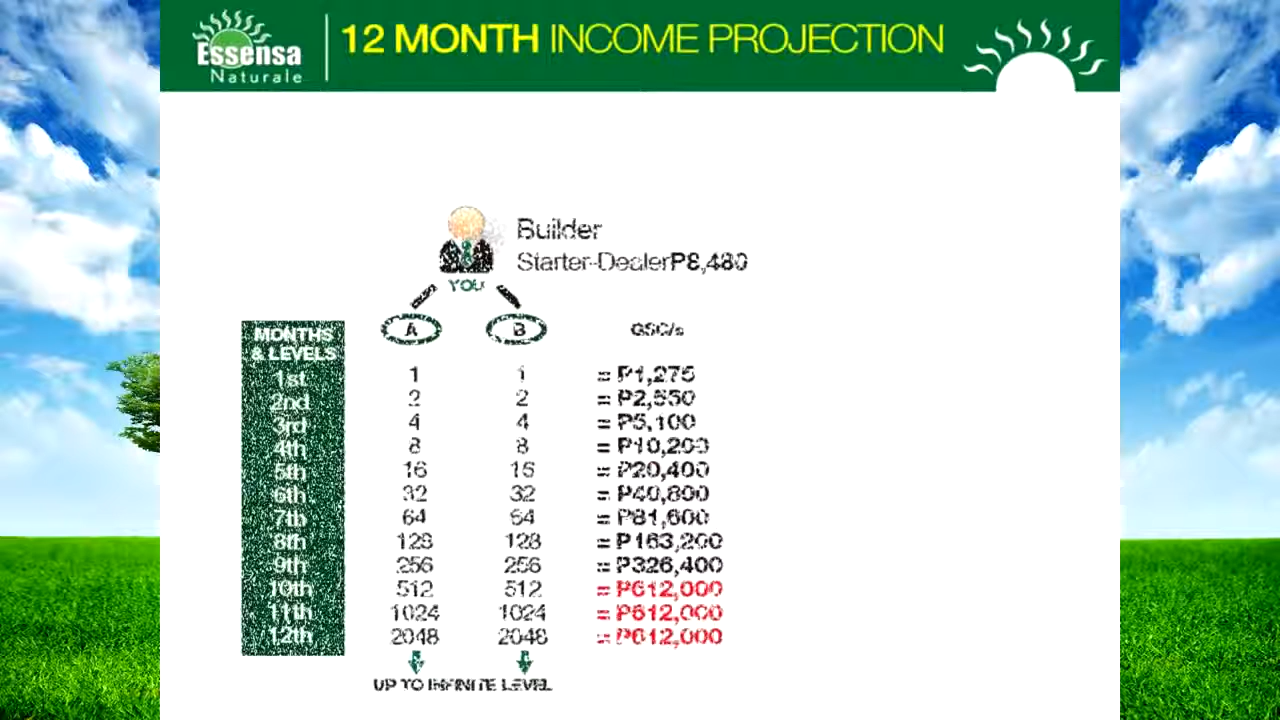 Essensa
Naturale
12 MONTH INCOME PROJECTION
Builder
Starter-DealerP8,480
YOU
MONTHS
& LEVELS
A B GSC/s
1st 1 1 = P1,275
2nd 2 2 = P2,550
3rd 4 4 = P5,100
4th 8 8 = P10,200
5th 16 16 = P20,400
6th 32 32 = P40,800
7th 64 64 = P81,600
8th 128 128 = P163,200
9th 256 256 = P326,400
10th 512 512 = P612,000
11th 1024 1024 = P612,000
12th 2048 2048 = P612,000
UP TO INFINITE LEVEL